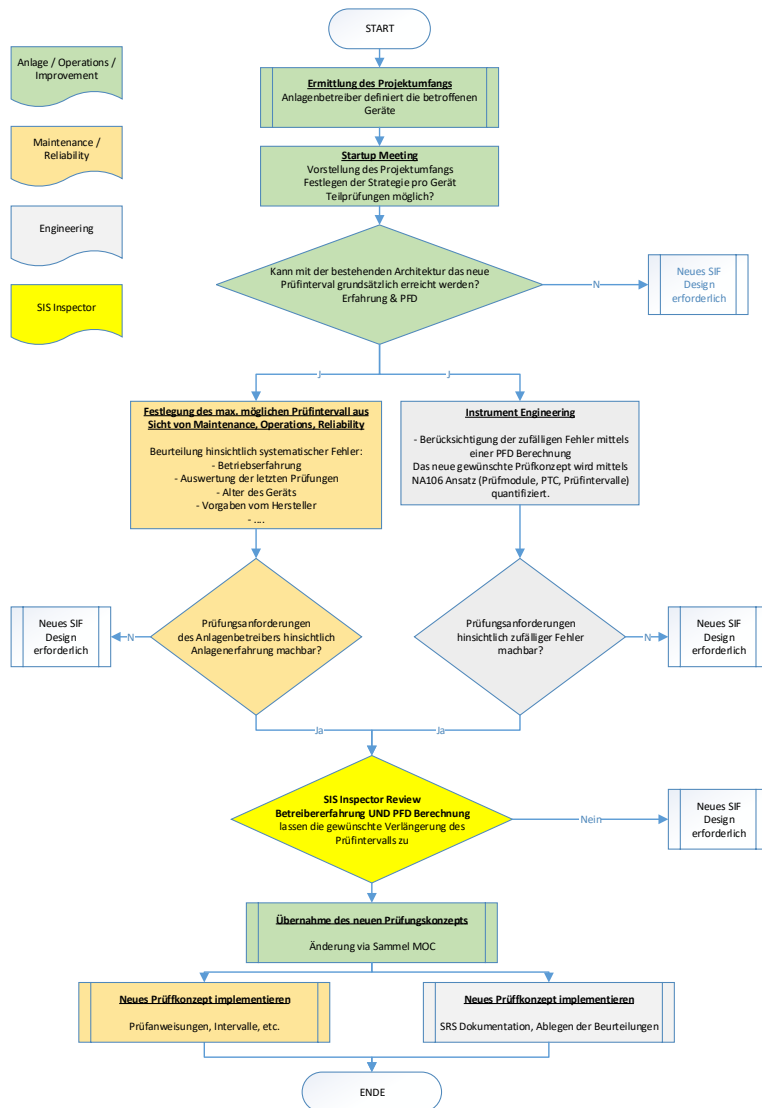 START
Anlage / Operations /
Improvement
Ermittlung des Projektumfangs
Anlagenbetreiber definiert die betroffenen
Geräte
Maintenance /
Reliability
Startup Meeting
Vorstellung des Projektumfangs
Festlegen der Strategie pro Gerät
Teilprüfungen möglich?
Engineering
Kann mit der bestehenden Architektur das neue
Prüfinterval grundsätzlich erreicht werden?
Erfahrung & PFD
N
Neues SIF
Design
erforderlich
SIS Inspector
J
J
Festlegung des max. möglichen Prüfintervall aus
Sicht von Maintenance, Operations, Reliability
Beurteilung hinsichtlich systematischer Fehler:
- Betriebserfahrung
- Auswertung der letzten Prüfungen
- Alter des Geräts
- Vorgaben vom Hersteller
- ....
Instrument Engineering
- Berücksichtigung der zufälligen Fehler mittels
einer PFD Berechnung
Das neue gewünschte Prüfkonzept wird mittels
NA106 Ansatz (Prüfmodule, PTC, Prüfintervalle)
quantifiziert.
Neues SIF
Design
erforderlich
N
Prüfungsanforderungen
des Anlagenbetreibers hinsichtlich
Anlagenerfahrung machbar?
Prüfungsanforderungen
hinsichtlich zufälliger Fehler
machbar?
N
Neues SIF
Design
erforderlich
Ja
Ja
SIS Inspector Review
Betreibererfahrung UND PFD Berechnung
lassen die gewünschte Verlängerung des
Prüfintervalls zu
Nein
Neues SIF
Design
erforderlich
Übernahme des neuen Prüfungskonzepts
Änderung via Sammel MOC
Neues Prüffkonzept implementieren
Prüfanweisungen, Intervalle, etc.
Neues Prüffkonzept implementieren
SRS Dokumentation, Ablegen der Beurteilungen
ENDE